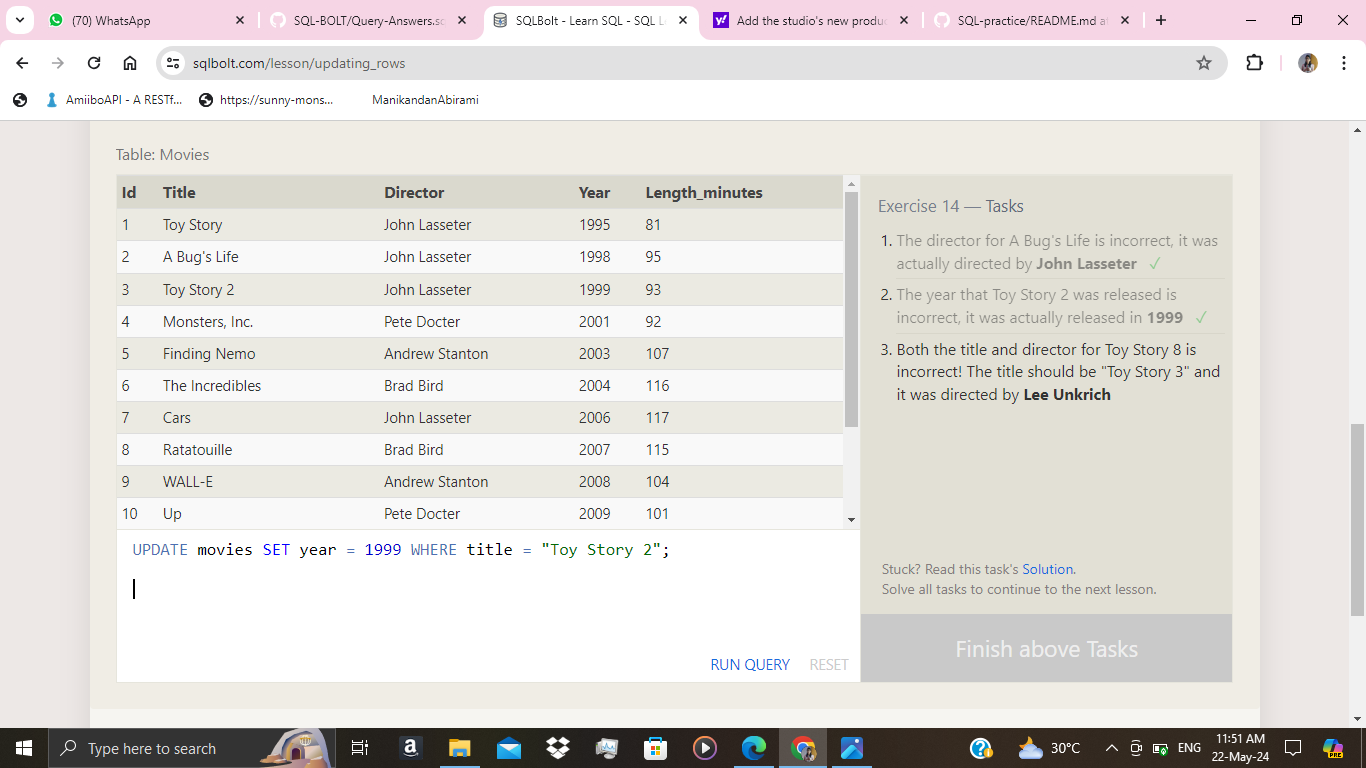 (70) WhatsApp
SQL-BOLT/Query-Answers.sc
SQLBolt - Learn SQL - SQL Le
Add the studio's new produc
SQL-practice/README.md at
sqlbolt.com/lesson/updating_rows
AmiiboAPI - A RESTf...
https://sunny-mons...
ManikandanAbirami
Table: Movies
Id Title Director Year Length_minutes
1 Toy Story John Lasseter 1995 81
2 A Bug's Life John Lasseter 1998 95
3 Toy Story 2 John Lasseter 1999 93
4 Monsters, Inc. Pete Docter 2001 92
5 Finding Nemo Andrew Stanton 2003 107
6 The Incredibles Brad Bird 2004 116
7 Cars John Lasseter 2006 117
8 Ratatouille Brad Bird 2007 115
9 WALL-E Andrew Stanton 2008 104
10 Up Pete Docter 2009 101
UPDATE movies SET year = 1999 WHERE title = "Toy Story 2";
RUN QUERY RESET
Exercise 14 — Tasks
1. The director for A Bug's Life is incorrect, it was
actually directed by John Lasseter ✓
2. The year that Toy Story 2 was released is
incorrect, it was actually released in 1999 ✓
3. Both the title and director for Toy Story 8 is
incorrect! The title should be "Toy Story 3" and
it was directed by Lee Unkrich
Stuck? Read this task's Solution.
Solve all tasks to continue to the next lesson.
Finish above Tasks
Type here to search
30°C
ENG
11:51 AM
22-May-24
PRE